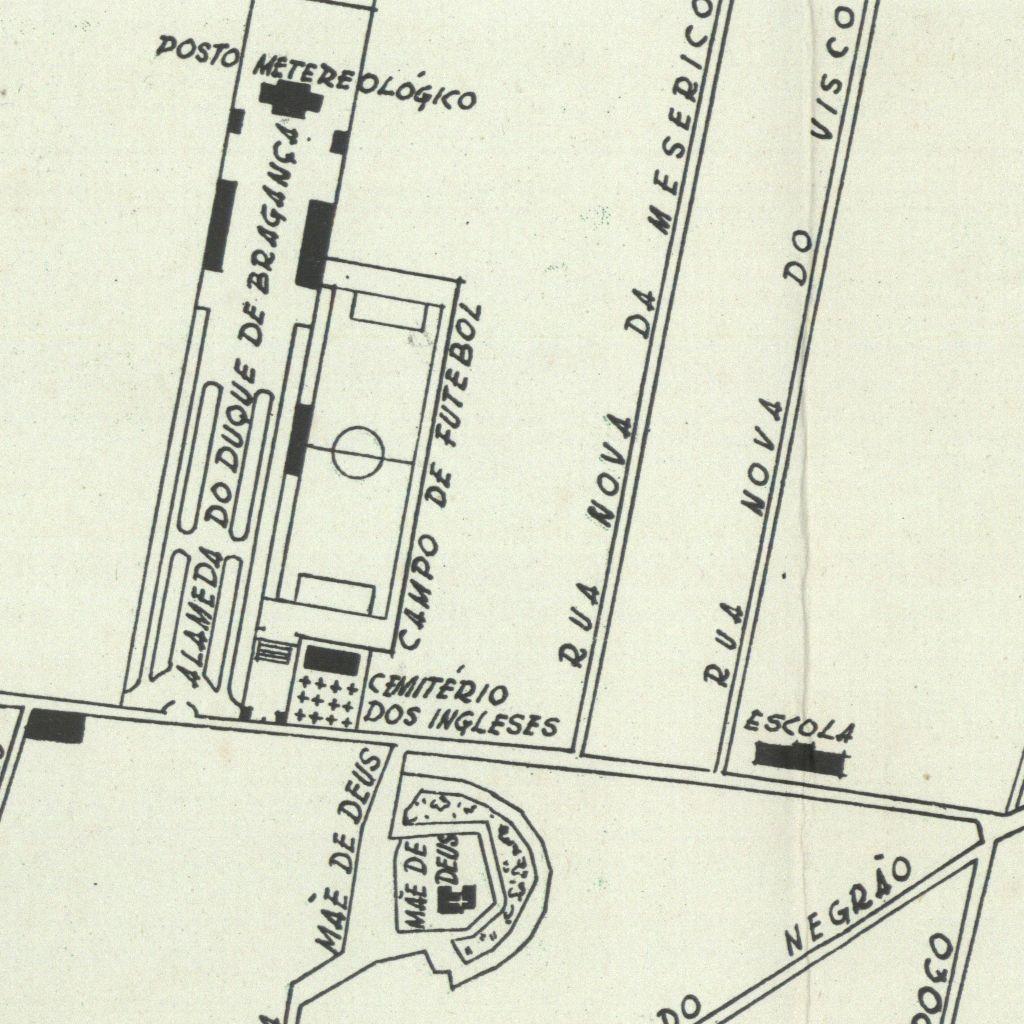 POSTO METEREOLÓGICO
ALAMEDA DO DUQUE DE BRAGANÇA
CAMPO DE FUTEBOL
RUA NOVA DA MESERICO
RUA NOVA DO VISCO
CEMITÉRIO
DOS INGLESES
ESCOLA
MÃE DE DEUS
MÃE DE
DEUS
DO NEGRÃO
POÇO